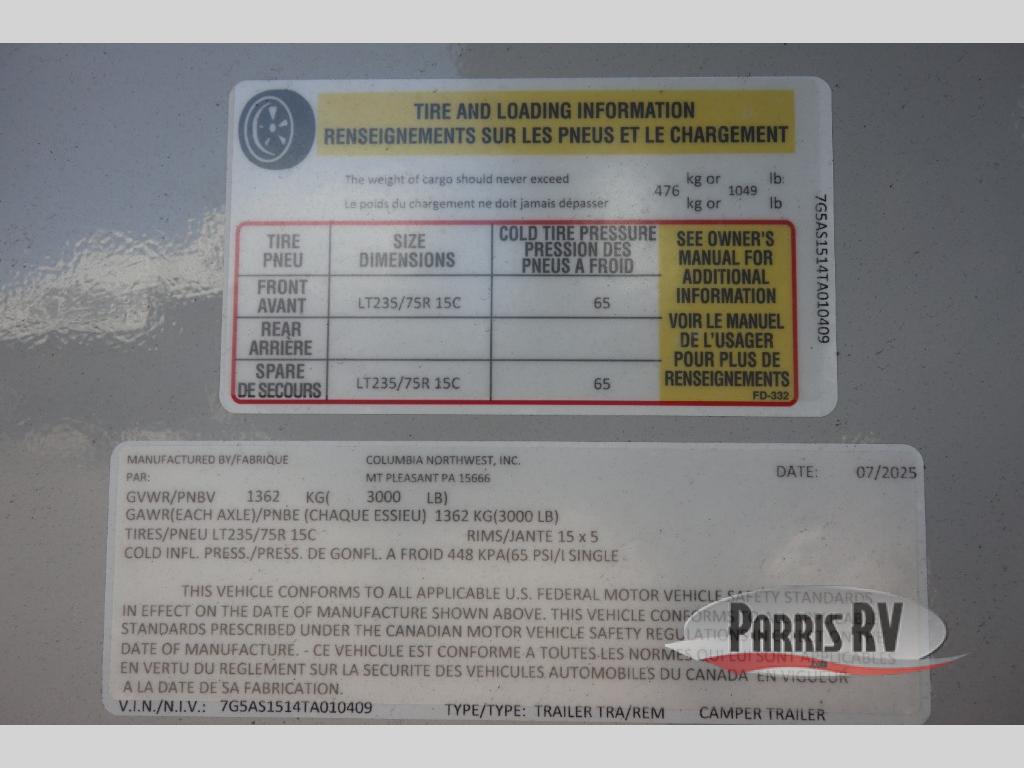 TIRE AND LOADING INFORMATION
RENSEIGNEMENTS SUR LES PNEUS ET LE CHARGEMENT
The weight of cargo should never exceed 476 kg or 1049 lb:
Le poids du chargement ne doit jamais dépasser kg or lb
TIRE PNEU
SIZE DIMENSIONS
COLD TIRE PRESSURE PRESSION DES PNEUS A FROID
FRONT AVANT
LT235/75R 15C
65
REAR ARRIÈRE
SPARE DE SECOURS
LT235/75R 15C
65
SEE OWNER'S
MANUAL FOR
ADDITIONAL
INFORMATION
VOIR LE MANUEL
DE L'USAGER
POUR PLUS DE
RENSEIGNEMENTS
FD-332
7G5AS1514TA010409
MANUFACTURED BY/FABRIQUE COLUMBIA NORTHWEST, INC.
PAR: MT PLEASANT PA 15666
DATE: 07/2025
GVWR/PNBV 1362 KG( 3000 LB)
GAWR(EACH AXLE)/PNBE (CHAQUE ESSIEU) 1362 KG(3000 LB)
TIRES/PNEU LT235/75R 15C RIMS/JANTE 15 x 5
COLD INFL. PRESS./PRESS. DE GONFL. A FROID 448 KPA(65 PSI/I SINGLE
THIS VEHICLE CONFORMS TO ALL APPLICABLE U.S. FEDERAL MOTOR VEHICLE SAFETY STANDARDS
IN EFFECT ON THE DATE OF MANUFACTURE SHOWN ABOVE. THIS VEHICLE CONFORMS TO ALL
STANDARDS PRESCRIBED UNDER THE CANADIAN MOTOR VEHICLE SAFETY REGULATIONS
DATE OF MANUFACTURE. - CE VEHICULE EST CONFORME A TOUTES LES NORMES QUI LUI SONT APPLICABLES
EN VERTU DU REGLEMENT SUR LA SECURITE DES VEHICULES AUTOMOBILES DU CANADA EN VIGUEUR
A LA DATE DE SA FABRICATION.
V.I.N./N.I.V.: 7G5AS1514TA010409 TYPE/TYPE: TRAILER TRA/REM CAMPER TRAILER
PARRIS RV
.com